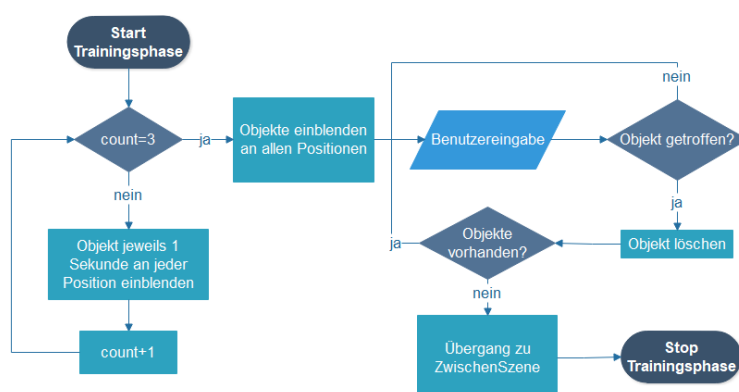 Start
Trainingsphase
count=3
ja
nein
Objekt jeweils 1
Sekunde an jeder
Position einblenden
count+1
Objekte einblenden
an allen Positionen
Benutzereingabe
Objekt getroffen?
nein
ja
Objekt löschen
Objekte
vorhanden?
ja
nein
Übergang zu
ZwischenSzene
Stop
Trainingsphase